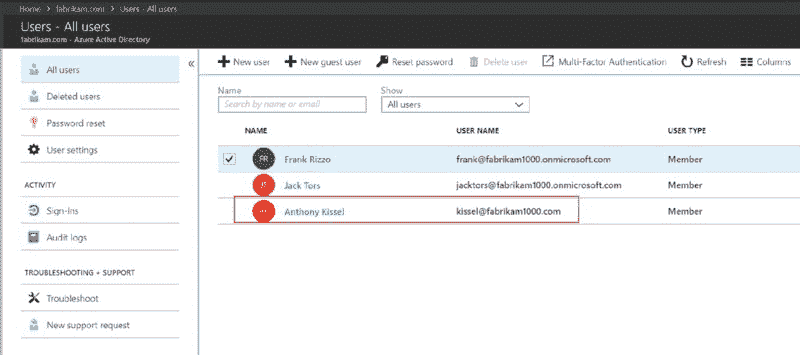 Home > fabrikam.com > Users - All users
Users - All users
fabrikam.com - Azure Active Directory
All users
Deleted users
Password reset
User settings
ACTIVITY
Sign-ins
Audit logs
TROUBLESHOOTING + SUPPORT
Troubleshoot
New support request
«
New user New guest user Reset password Delete user Multi-Factor Authentication Refresh Columns
Name Show
Search by name or email All users
NAME USER NAME USER TYPE
FR Frank Rizzo frank@fabrikam1000.onmicrosoft.com Member
Jack Tors jacktors@fabrikam1000.onmicrosoft.com Member
Anthony Kissel kissel@fabrikam1000.com Member